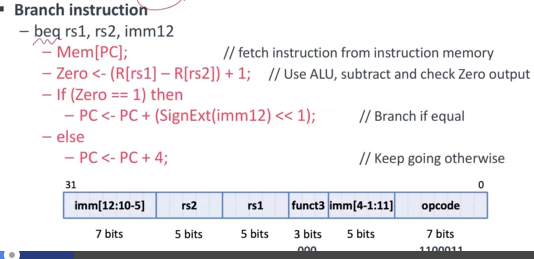 Branch instruction
– beq rs1, rs2, imm12
– Mem[PC]; // fetch instruction from instruction memory
– Zero <- (R[rs1] – R[rs2]) + 1; // Use ALU, subtract and check Zero output
– If (Zero == 1) then
– PC <- PC + (SignExt(imm12) << 1); // Branch if equal
– else
– PC <- PC + 4; // Keep going otherwise
31 0
imm[12:10-5] rs2 rs1 funct3 imm[4-1:11] opcode
7 bits 5 bits 5 bits 3 bits 5 bits 7 bits
000 1100011